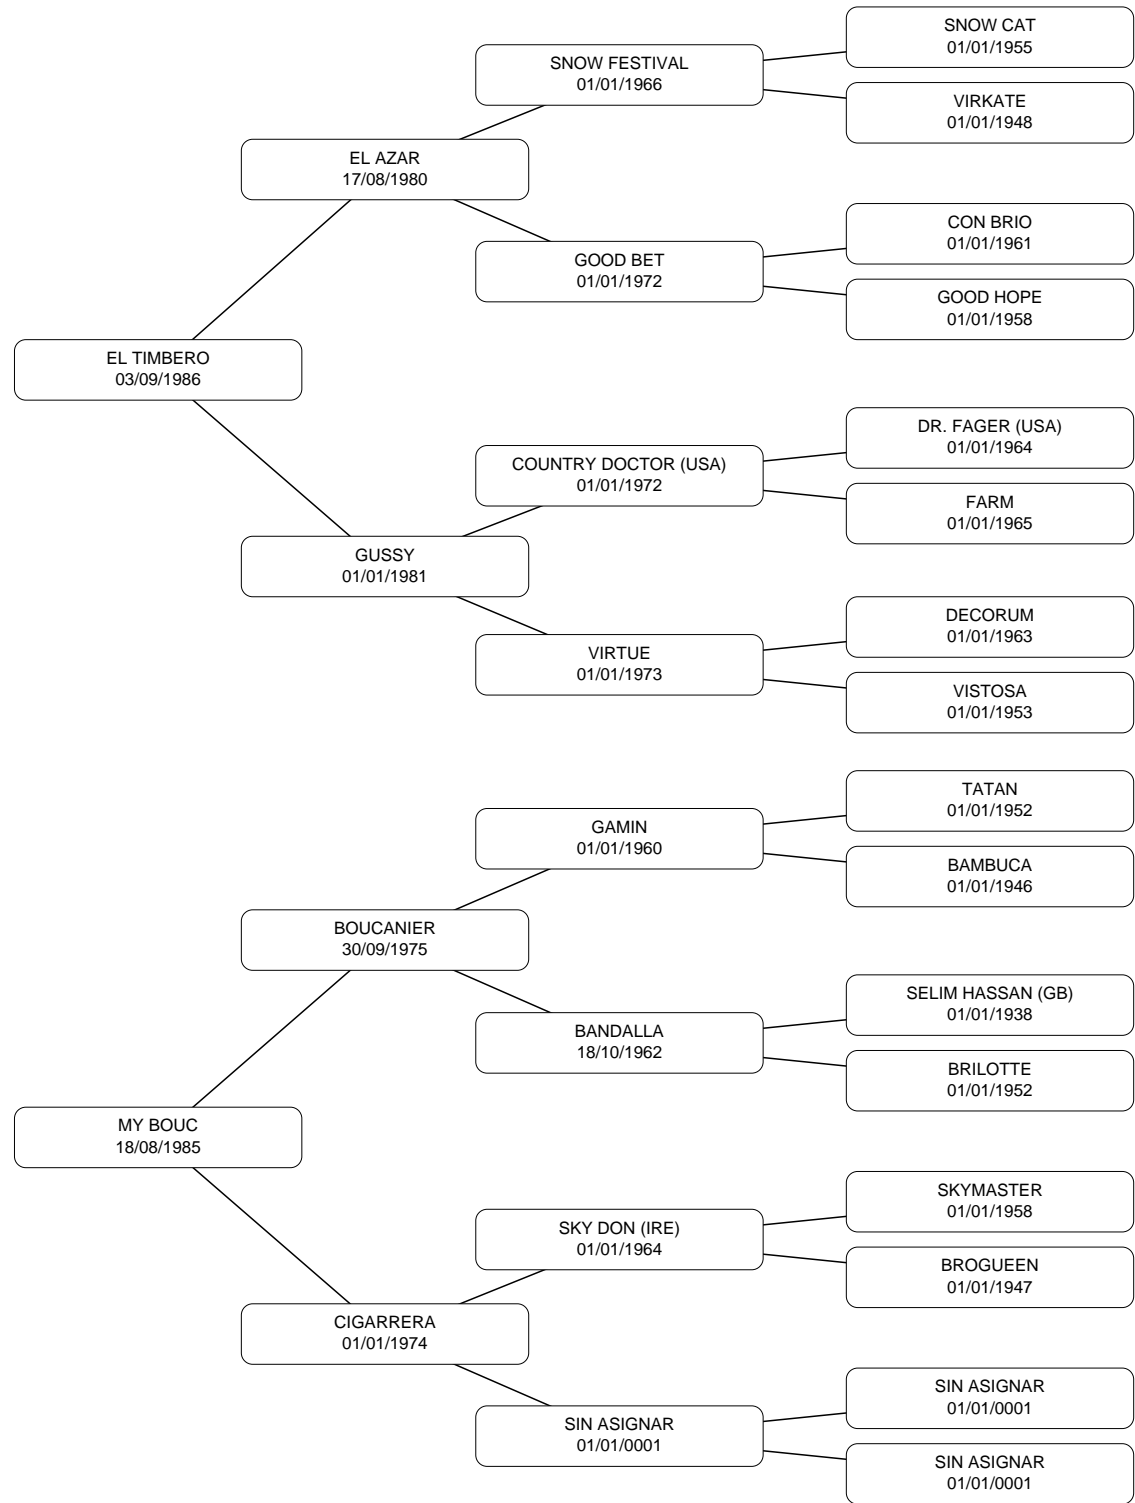 SNOW CAT
01/01/1955
SNOW FESTIVAL
01/01/1966
VIRKATE
01/01/1948
EL AZAR
17/08/1980
CON BRIO
01/01/1961
GOOD BET
01/01/1972
GOOD HOPE
01/01/1958
EL TIMBERO
03/09/1986
DR. FAGER (USA)
01/01/1964
COUNTRY DOCTOR (USA)
01/01/1972
FARM
01/01/1965
GUSSY
01/01/1981
DECORUM
01/01/1963
VIRTUE
01/01/1973
VISTOSA
01/01/1953
TATAN
01/01/1952
GAMIN
01/01/1960
BAMBUCA
01/01/1946
BOUCANIER
30/09/1975
SELIM HASSAN (GB)
01/01/1938
BANDALLA
18/10/1962
BRILOTTE
01/01/1952
MY BOUC
18/08/1985
SKYMASTER
01/01/1958
SKY DON (IRE)
01/01/1964
BROGUEEN
01/01/1947
CIGARRERA
01/01/1974
SIN ASIGNAR
01/01/0001
SIN ASIGNAR
01/01/0001
SIN ASIGNAR
01/01/0001